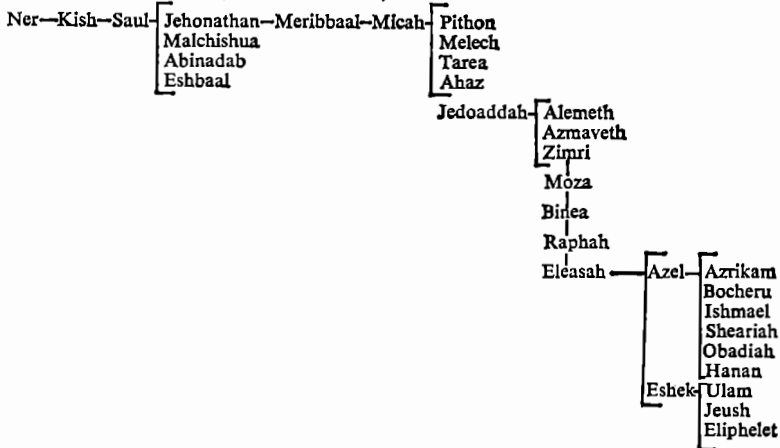 Ner—Kish—Saul Jehonathan—Meribbaal—Micah Pithon
Malchishua Melech
Abinadab Tarea
Eshbaal Ahaz
Jedoaddah Alemeth
Azmaveth
Zimri
Moza
Binea
Raphah
Eleasah Azel Azrikam
Bocheru
Ishmael
Sheariah
Obadiah
Hanan
Eshek Ulam
Jeush
Eliphelet